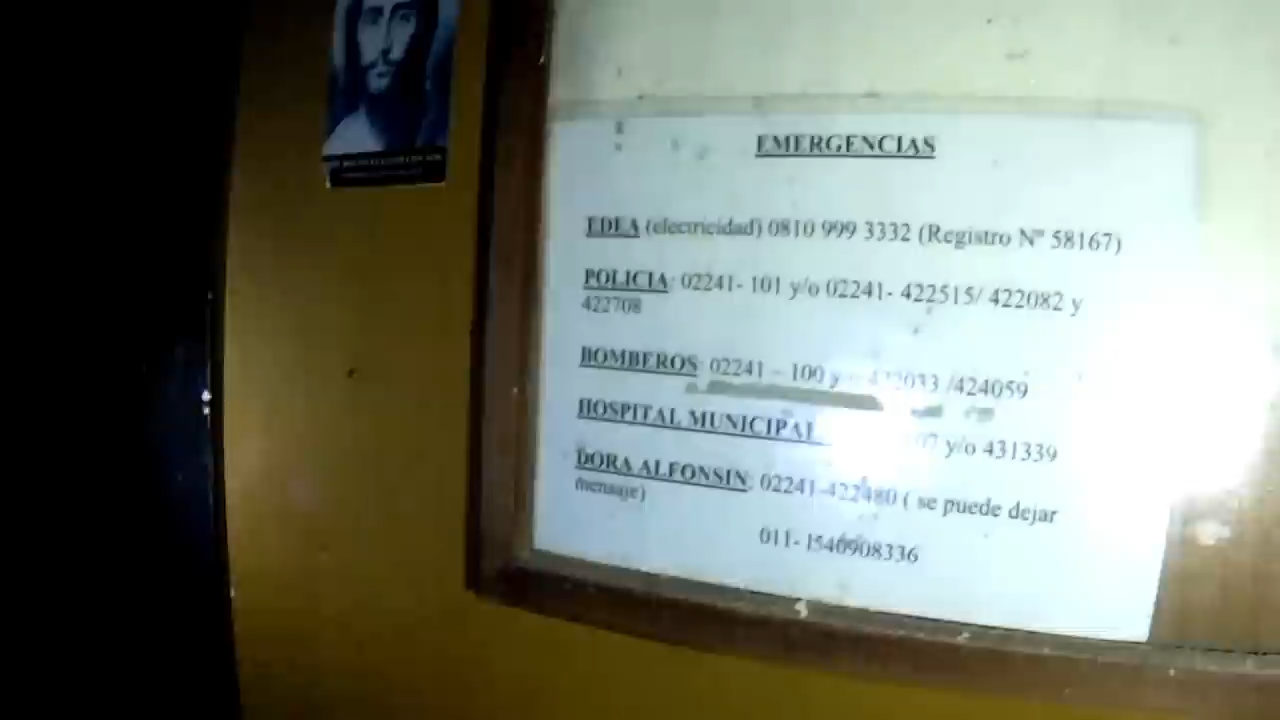 EMERGENCIAS
EDEA (electricidad) 0810 999 3332 (Registro Nº 58167)
POLICIA: 02241- 101 y/o 02241- 422515/ 422082 y
422708
BOMBEROS: 02241 – 100 y /424059
HOSPITAL MUNICIPAL y/o 431339
DORA ALFONSIN: 02241-422480 ( se puede dejar
mensaje)
011-1540908336